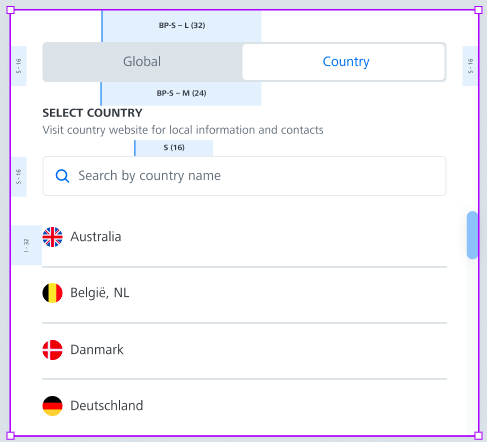 BP-S – L (32)
Global
Country
S - 16
S - 16
BP-S – M (24)
SELECT COUNTRY
Visit country website for local information and contacts
S (16)
S - 16
Search by country name
I - 32
Australia
België, NL
Danmark
Deutschland